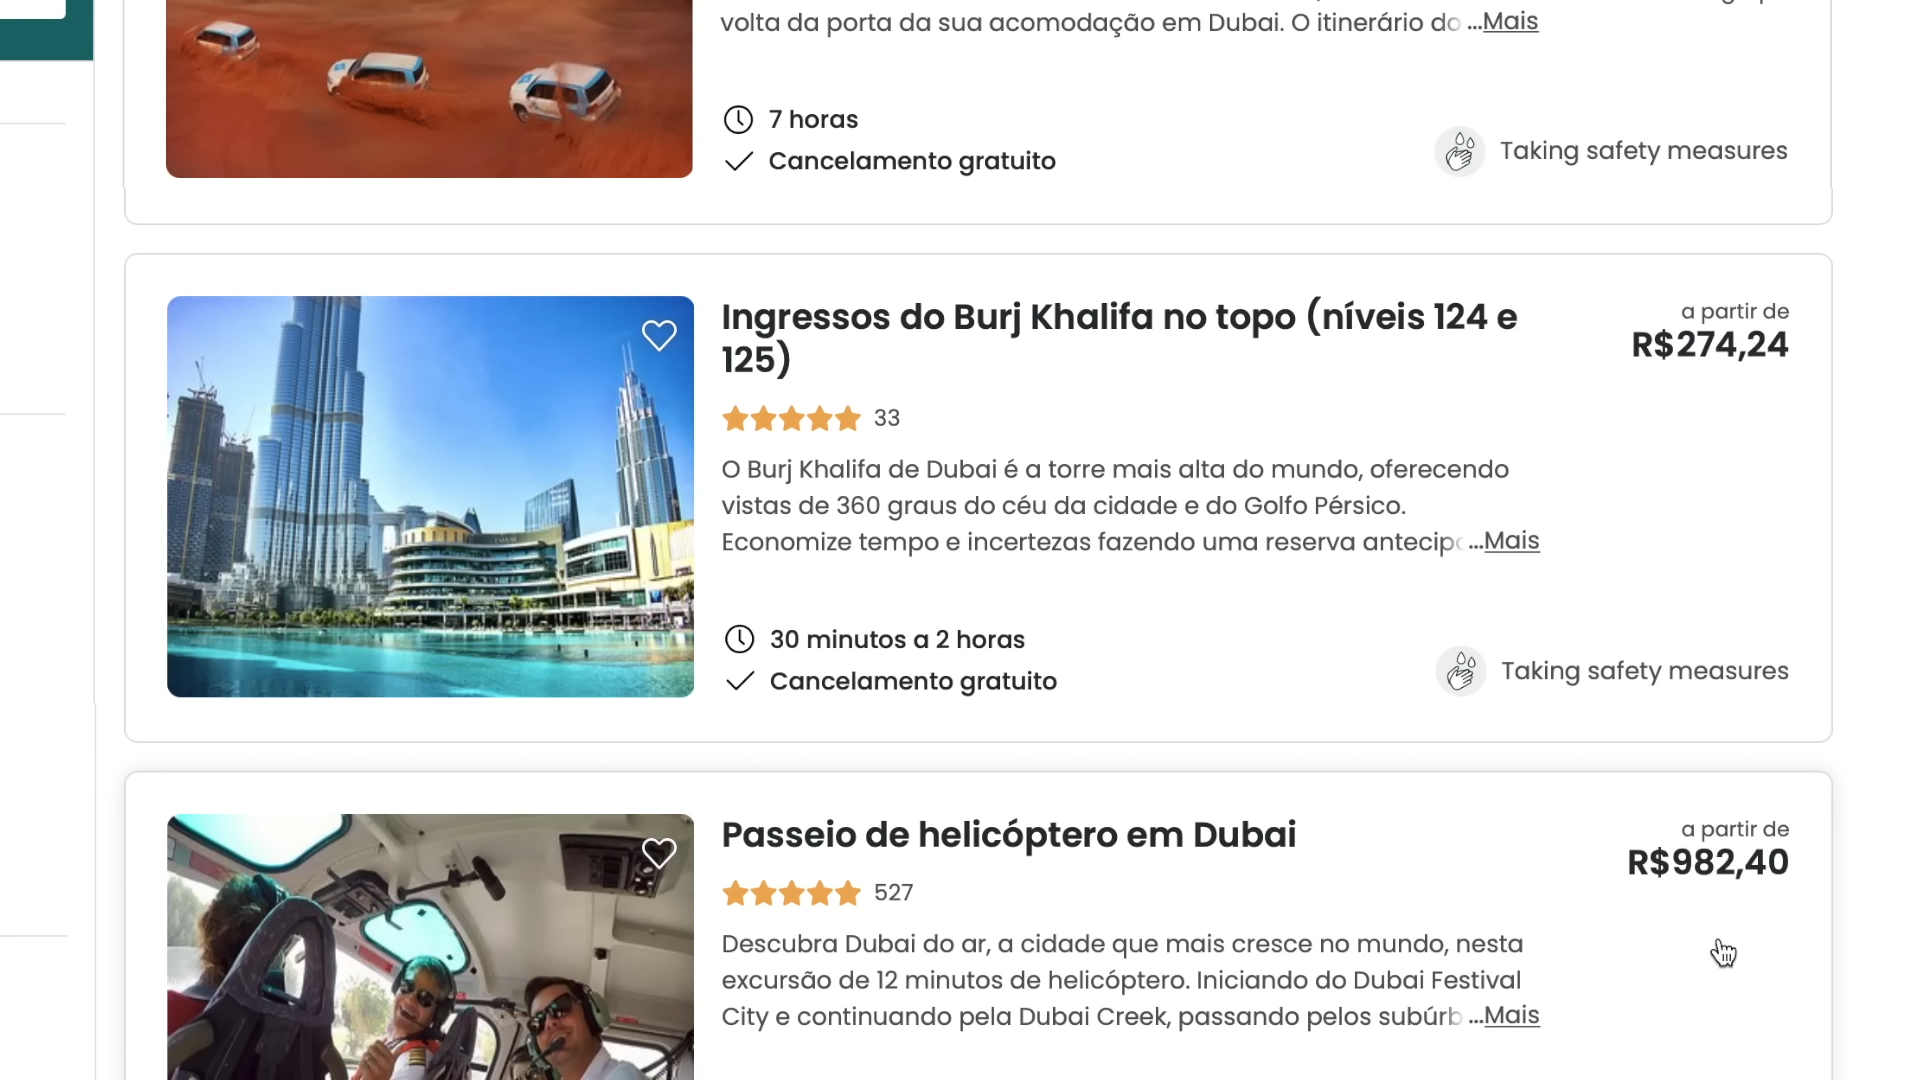 volta da porta da sua acomodação em Dubai. O itinerário do ...Mais
7 horas
Cancelamento gratuito
Taking safety measures
Ingressos do Burj Khalifa no topo (níveis 124 e
125)
a partir de
R$274,24
33
O Burj Khalifa de Dubai é a torre mais alta do mundo, oferecendo
vistas de 360 graus do céu da cidade e do Golfo Pérsico.
Economize tempo e incertezas fazendo uma reserva antecipa ...Mais
30 minutos a 2 horas
Cancelamento gratuito
Taking safety measures
Passeio de helicóptero em Dubai
a partir de
R$982,40
527
Descubra Dubai do ar, a cidade que mais cresce no mundo, nesta
excursão de 12 minutos de helicóptero. Iniciando do Dubai Festival
City e continuando pela Dubai Creek, passando pelos subúrb ...Mais